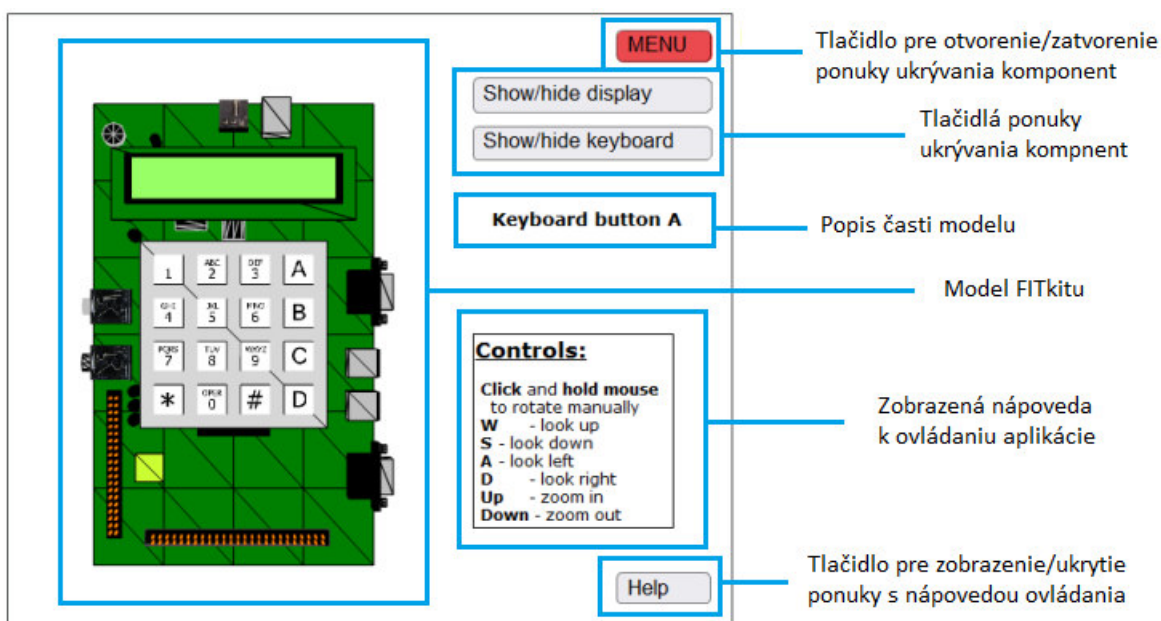 MENU
Tlačidlo pre otvorenie/zatvorenie
ponuky ukrývania komponent
Show/hide display
Show/hide keyboard
Tlačidlá ponuky
ukrývania kompnent
Keyboard button A
Popis časti modelu
Model FITkitu
1
ABC
2
DEF
3
A
GHI
4
JKL
5
MNO
6
B
PQRS
7
TUV
8
WXYZ
9
C
*
OPER
0
#
D
Controls:
Click and hold mouse
to rotate manually
W - look up
S - look down
A - look left
D - look right
Up - zoom in
Down - zoom out
Zobrazená nápoveda
k ovládaniu aplikácie
Help
Tlačidlo pre zobrazenie/ukrytie
ponuky s nápovedou ovládania